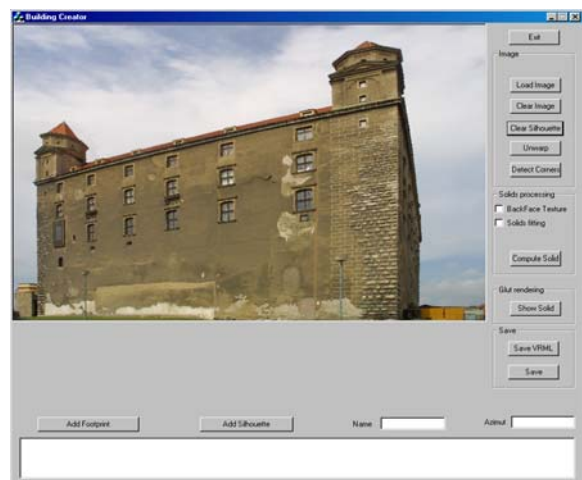 Building Creator
Exit
Image
Load Image
Clear Image
Clear Silhouette
Unwarp
Detect Corners
Solids processing
BackFace Texture
Solids fitting
Compute Solid
Glut rendering
Show Solid
Save
Save VRML
Save
Add Footprint
Add Silhouette
Name
Azimut